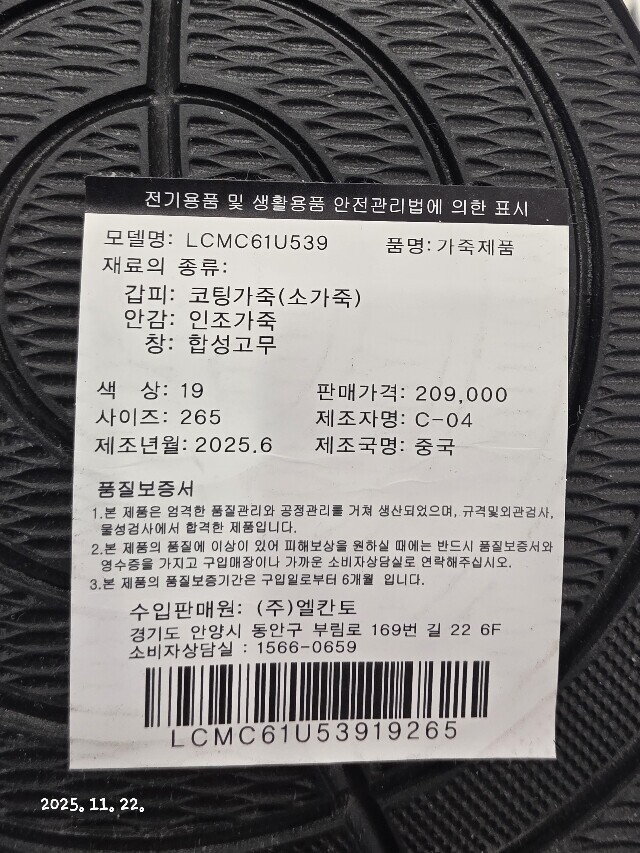 전기용품 및 생활용품 안전관리법에 의한 표시
모델명: LCMC61U539 품명: 가죽제품
재료의 종류:
갑피: 코팅가죽(소가죽)
안감: 인조가죽
창: 합성고무
색 상: 19 판매가격: 209,000
사이즈: 265 제조자명: C-04
제조년월: 2025.6 제조국명: 중국
품질보증서
1.본 제품은 엄격한 품질관리와 공정관리를 거쳐 생산되었으며, 규격및외관검사,
물성검사에서 합격한 제품입니다.
2.본 제품의 품질에 이상이 있어 피해보상을 원하실 때에는 반드시 품질보증서와
영수증을 가지고 구입매장이나 가까운 소비자상담실로 연락해주십시오.
3.본 제품의 품질보증기간은 구입일로부터 6개월 입니다.
수입판매원: (주)엘칸토
경기도 안양시 동안구 부림로 169번 길 22 6F
소비자상담실 : 1566-0659
LCMC61U53919265
2025. 11. 22.